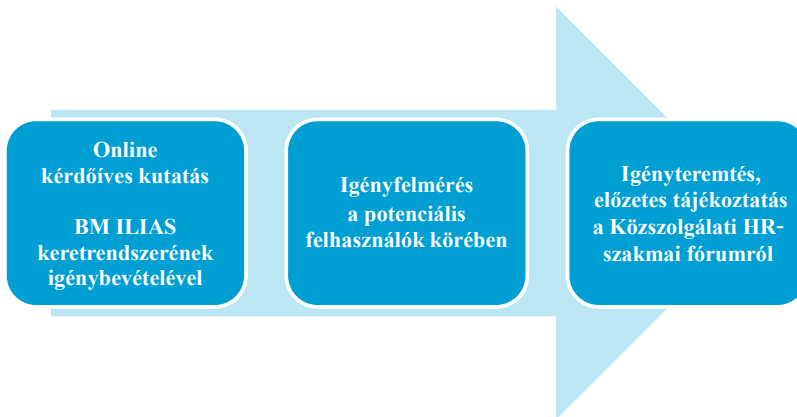 Online
kérdőíves kutatás
BM ILIAS
keretrendszerének
igénybevételével
Igényfelmérés
a potenciális
felhasználók körében
Igényteremtés,
előzetes tájékoztatás
a Közszolgálati HR-
szakmai fórumról